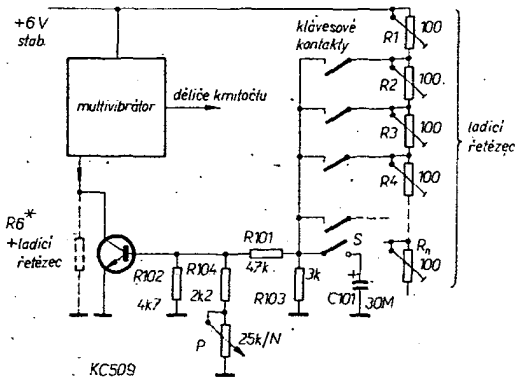 +6V
stab.
multivibrátor
děliče kmitočtu
klávesové
kontakty
R1
100
R2
100
R3
100
R4
100
Rn
100
ladicí
řetězec
R6*
+ladicí
řetězec
R101
47k
R102
4k7
R104
2k2
R103
3k
S
+
C101
30M
P
25k/N
KC509